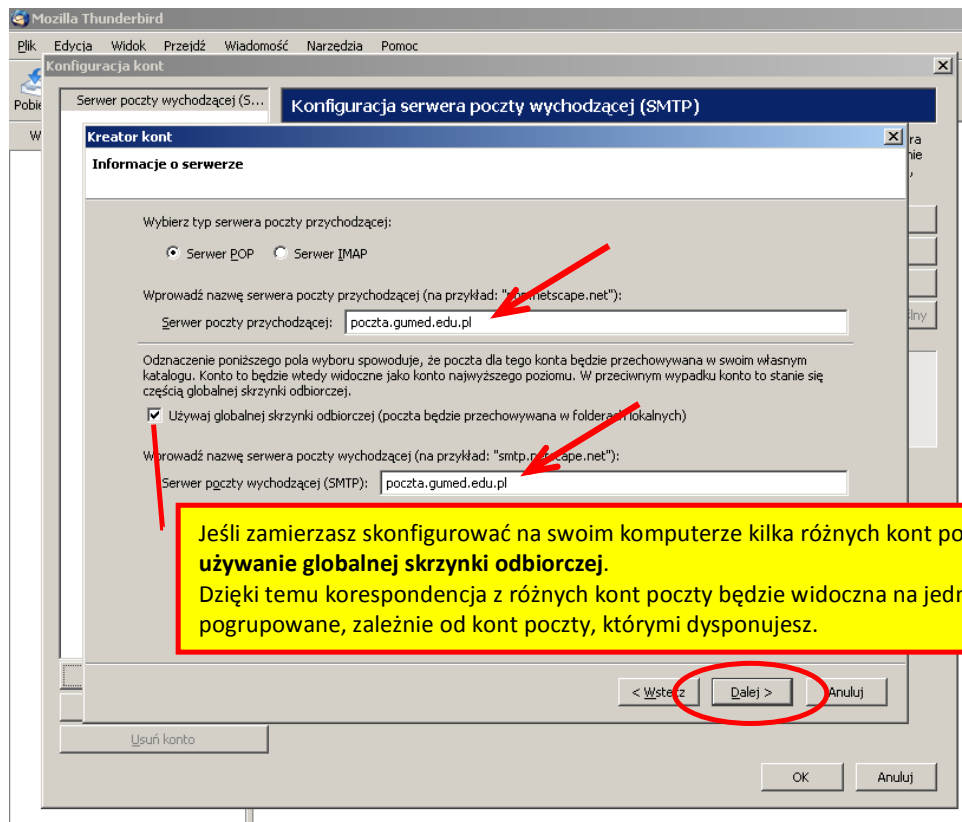 Mozilla Thunderbird
Plik Edycja Widok Przejdź Wiadomość Narzędzia Pomoc
Konfiguracja kont
Serwer poczty wychodzącej (S...
Konfiguracja serwera poczty wychodzącej (SMTP)
Kreator kont
Informacje o serwerze
Wybierz typ serwera poczty przychodzącej:
Serwer POP Serwer IMAP
Wprowadź nazwę serwera poczty przychodzącej (na przykład: "pop.netscape.net"):
Serwer poczty przychodzącej: poczta.gumed.edu.pl
Odznaczenie poniższego pola wyboru spowoduje, że poczta dla tego konta będzie przechowywana w swoim własnym
katalogu. Konto to będzie wtedy widoczne jako konto najwyższego poziomu. W przeciwnym wypadku konto to stanie się
częścią globalnej skrzynki odbiorczej.
Używaj globalnej skrzynki odbiorczej (poczta będzie przechowywana w folderach lokalnych)
Wprowadź nazwę serwera poczty wychodzącej (na przykład: "smtp.netscape.net"):
Serwer poczty wychodzącej (SMTP): poczta.gumed.edu.pl
Jeśli zamierzasz skonfigurować na swoim komputerze kilka różnych kont po
używanie globalnej skrzynki odbiorczej.
Dzięki temu korespondencja z różnych kont poczty będzie widoczna na jedn
pogrupowane, zależnie od kont poczty, którymi dysponujesz.
< Wstecz Dalej > Anuluj
Usuń konto
OK Anuluj